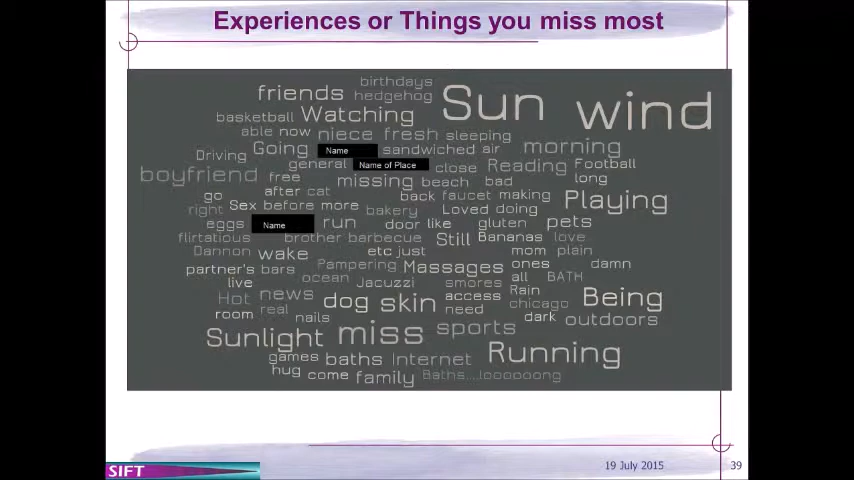 Experiences or Things you miss most
birthdays
friends hedgehog Sun wind
basketball Watching
able now niece fresh sleeping
Going Name sandwiched air morning
Driving
general Name of Place close Reading Football
boyfriend free missing beach bad long
after cat
go back faucet making Playing
right Sex before more bakery Loved doing
eggs Name run door like gluten pets
flirtatious brother barbecue Still Bananas love
Dannon wake etc just mom plain
partner's bars Pampering Massages ones damn
live ocean Jacuzzi smores all BATH
Hot news dog skin access Rain chicago Being
room real need dark outdoors
nails
Sunlight miss sports
games baths Internet Running
hug come family Baths....loooooong
SIFT
19 July 2015
39